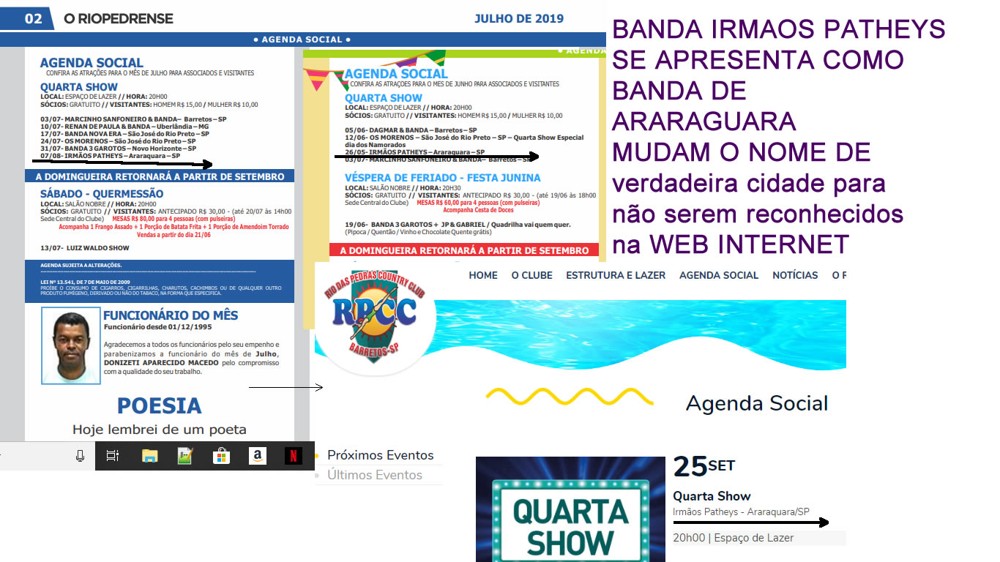 02 O RIOPEDRENSE JULHO DE 2019
● AGENDA SOCIAL ●
AGENDA SOCIAL
CONFIRA AS ATRAÇÕES PARA O MÊS DE JULHO PARA ASSOCIADOS E VISITANTES
QUARTA SHOW
LOCAL: ESPAÇO DE LAZER // HORA: 20H00
SÓCIOS: GRATUITO // VISITANTES: HOMEM R$ 15,00 / MULHER R$ 10,00
03/07- MARCINHO SANFONEIRO & BANDA– Barretos – SP
10/07- RENAN DE PAULA & BANDA – Uberlândia – MG
17/07- BANDA NOVA ERA – São José do Rio Preto – SP
24/07- OS MORENOS – São José do Rio Preto – SP
31/07- BANDA 3 GAROTOS – Novo Horizonte – SP
07/08- IRMÃOS PATHEYS – Araraquara – SP
A DOMINGUEIRA RETORNARÁ A PARTIR DE SETEMBRO
SÁBADO - QUERMESSÃO
LOCAL: SALÃO NOBRE // HORA: 20H00
SÓCIOS: GRATUITO // VISITANTES: ANTECIPADO R$ 30,00 - (até 20/07 às 14h00
Sede Central do Clube) MESAS R$ 80,00 para 4 pessoas (com pulseiras)
Acompanha 1 Frango Assado + 1 Porção de Batata Frita + 1 Porção de Amendoim Torrado
Vendas a partir do dia 21/06
13/07- LUIZ WALDO SHOW
AGENDA SUJEITA A ALTERAÇÕES.
LEI Nº 13.541, DE 7 DE MAIO DE 2009
PROÍBE O CONSUMO DE CIGARROS, CIGARRILHAS, CHARUTOS, CACHIMBOS OU DE QUALQUER OUTRO
PRODUTO FUMÍGENO, DERIVADO OU NÃO DO TABACO, NA FORMA QUE ESPECIFICA.
FUNCIONÁRIO DO MÊS
Funcionário desde 01/12/1995
Agradecemos a todos os funcionários pelo seu empenho e
parabenizamos a funcionário do mês de Julho,
DONIZETI APARECIDO MACEDO pelo compromisso
com a qualidade do seu trabalho.
POESIA
Hoje lembrei de um poeta
● AGENDA
AGENDA SOCIAL
CONFIRA AS ATRAÇÕES PARA O MES DE JUNHO PARA ASSOCIADOS E VISITANTES
QUARTA SHOW
LOCAL: ESPAÇO DE LAZER // HORA: 20H00
SÓCIOS: GRATUITO // VISITANTES: HOMEM R$ 15,00 / MULHER R$ 10,00
05/06- DAGMAR & BANDA – Barretos – SP
12/06- OS MORENOS – São José do Rio Preto – SP – Quarta Show Especial
dia dos Namorados
26/05- IRMÃOS PATHEYS – Araraquara – SP
03/07- MARCINHO SANFONEIRO & BANDA– Barretos – SP
VÉSPERA DE FERIADO - FESTA JUNINA
LOCAL: SALÃO NOBRE // HORA: 20H30
SÓCIOS: GRATUITO // VISITANTES: ANTECIPADO R$ 30,00 - (até 19/06 às 18h00
Sede Central do Clube) MESAS R$ 60,00 para 4 pessoas (com pulseiras)
Acompanha Cesta de Doces
19/06- BANDA 3 GAROTOS + JP & GABRIEL / Quadrilha vai quem quer.
(Pipoca / Quentão / Vinho e Chocolate Quente grátis)
A DOMINGUEIRA RETORNARÁ A PARTIR DE SETEMBRO
BANDA IRMAOS PATHEYS
SE APRESENTA COMO
BANDA DE
ARARAGUARA
MUDAM O NOME DE
verdadeira cidade para
não serem reconhecidos
na WEB INTERNET
HOME O CLUBE ESTRUTURA E LAZER AGENDA SOCIAL NOTÍCIAS O R
RIO DAS PEDRAS COUNTRY CLUB
RPCC
BARRETOS-SP
Agenda Social
Próximos Eventos
Últimos Eventos
QUARTA
SHOW
25 SET
Quarta Show
Irmãos Patheys - Araraquara/SP
20h00 | Espaço de Lazer